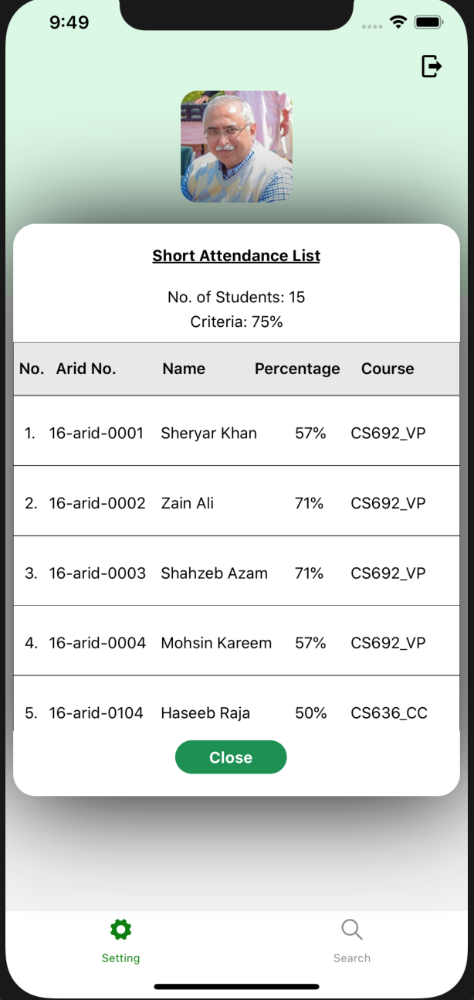 9:49
Short Attendance List
No. of Students: 15
Criteria: 75%
No. Arid No. Name Percentage Course
1. 16-arid-0001 Sheryar Khan 57% CS692_VP
2. 16-arid-0002 Zain Ali 71% CS692_VP
3. 16-arid-0003 Shahzeb Azam 71% CS692_VP
4. 16-arid-0004 Mohsin Kareem 57% CS692_VP
5. 16-arid-0104 Haseeb Raja 50% CS636_CC
Close
Setting Search